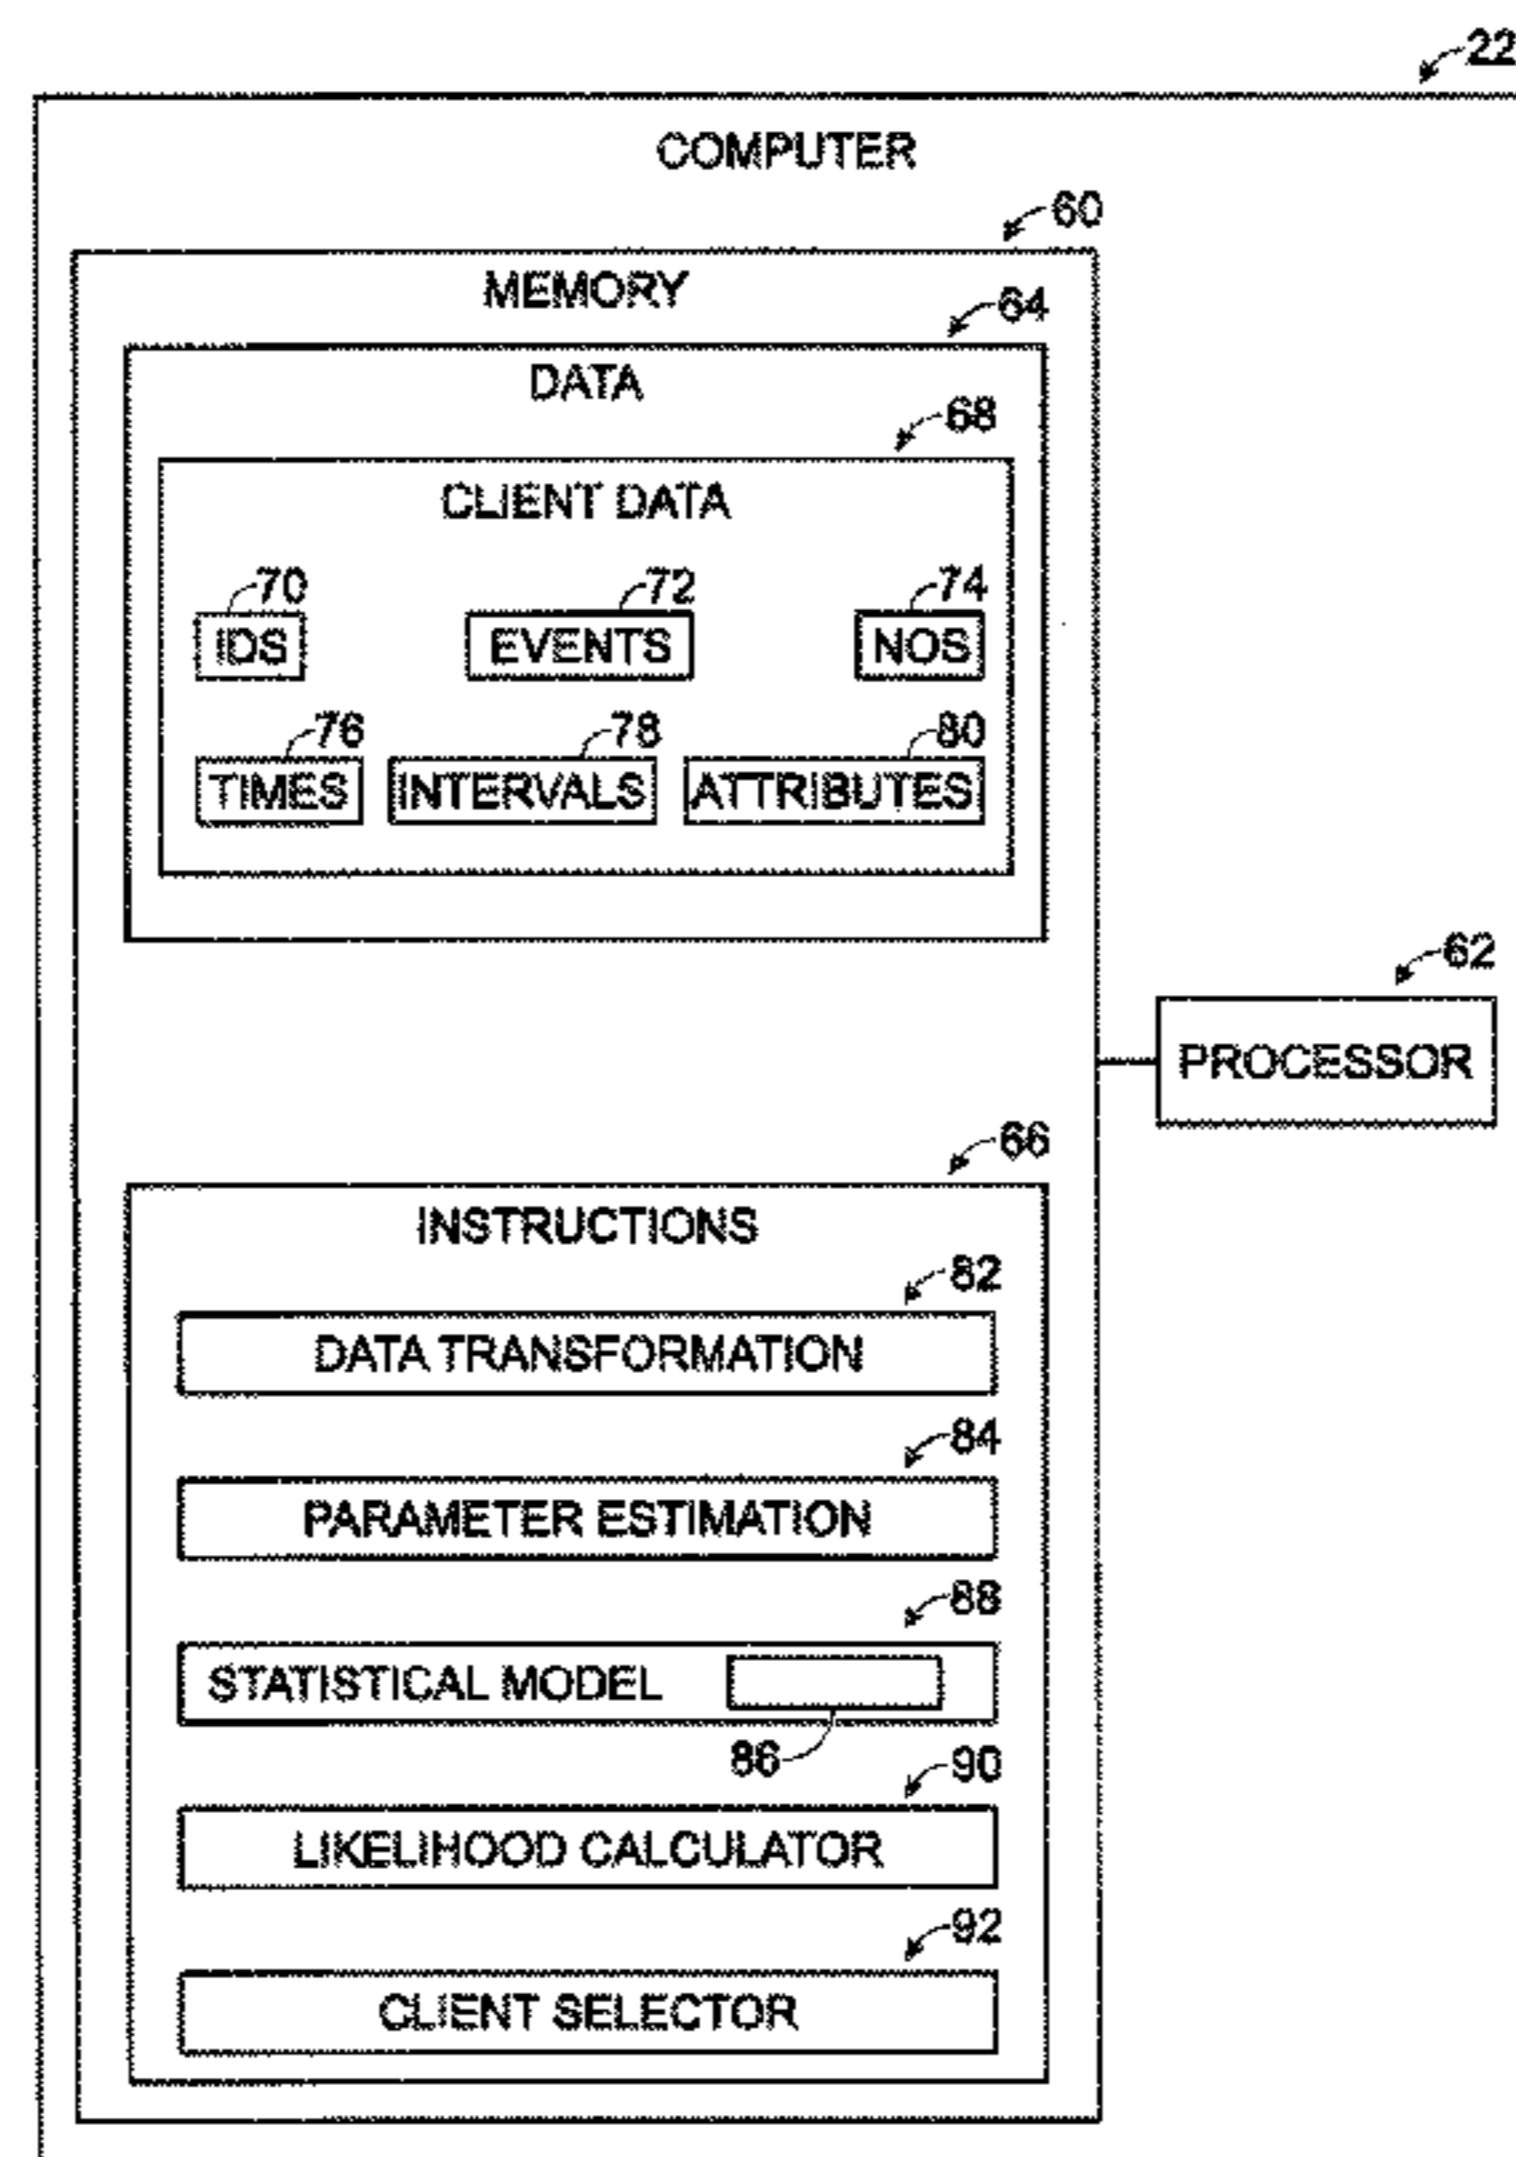 22
COMPUTER
60
MEMORY
64
DATA
68
CLIENT DATA
70 72 74
IDS EVENTS NOS
76 78 80
TIMES INTERVALS ATTRIBUTES
62
PROCESSOR
66
INSTRUCTIONS
82
DATA TRANSFORMATION
84
PARAMETER ESTIMATION
88
STATISTICAL MODEL
86
90
LIKELIHOOD CALCULATOR
92
CLIENT SELECTOR